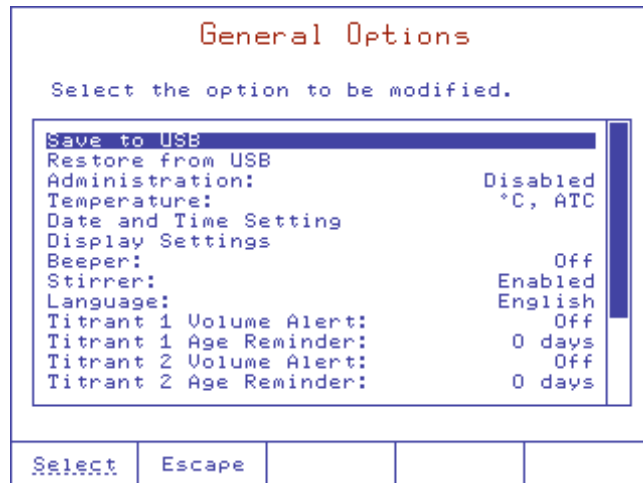 General Options
Select the option to be modified.
Save to USB
Restore from USB
Administration: Disabled
Temperature: °C, ATC
Date and Time Setting
Display Settings
Beeper: Off
Stirrer: Enabled
Language: English
Titrant 1 Volume Alert: Off
Titrant 1 Age Reminder: 0 days
Titrant 2 Volume Alert: Off
Titrant 2 Age Reminder: 0 days
Select Escape